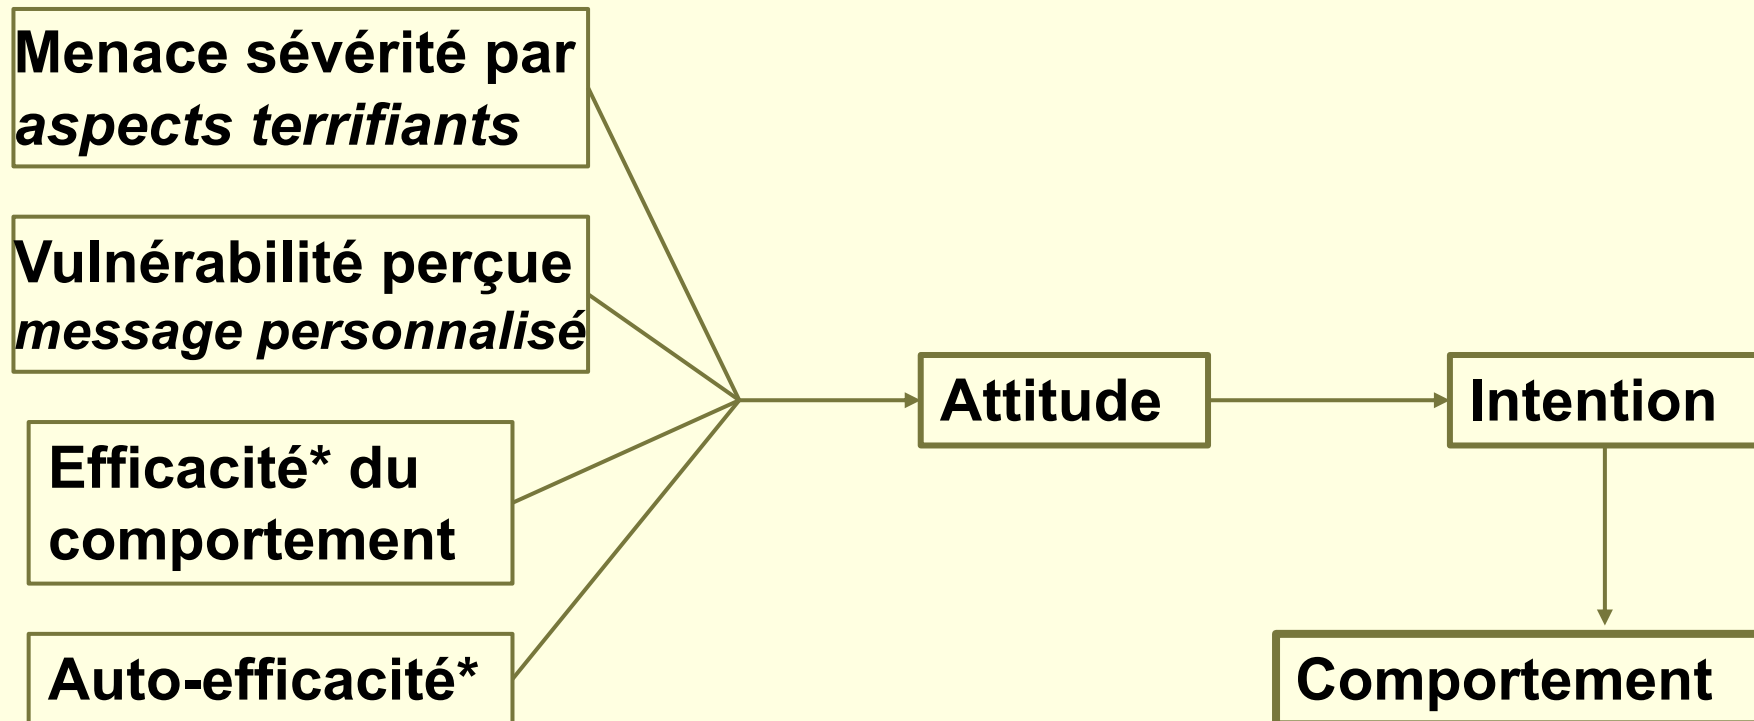 Menace sévérité par
aspects terrifiants
Vulnérabilité perçue
message personnalisé
Efficacité* du
comportement
Auto-efficacité*
Attitude
Intention
Comportement